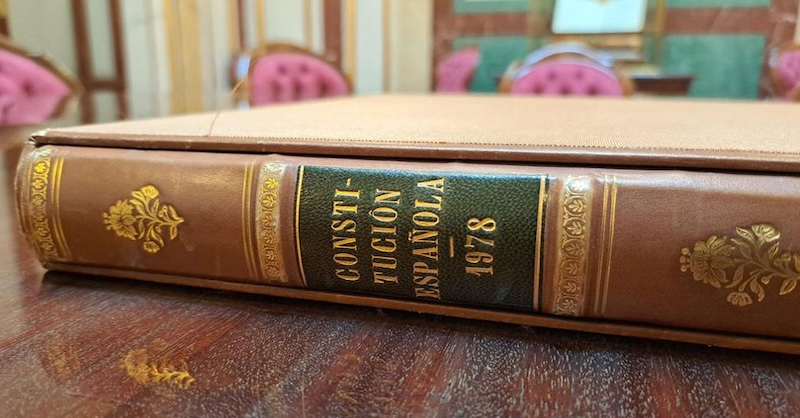 CONSTI-
TUCIÓN
ESPAÑOLA
1978